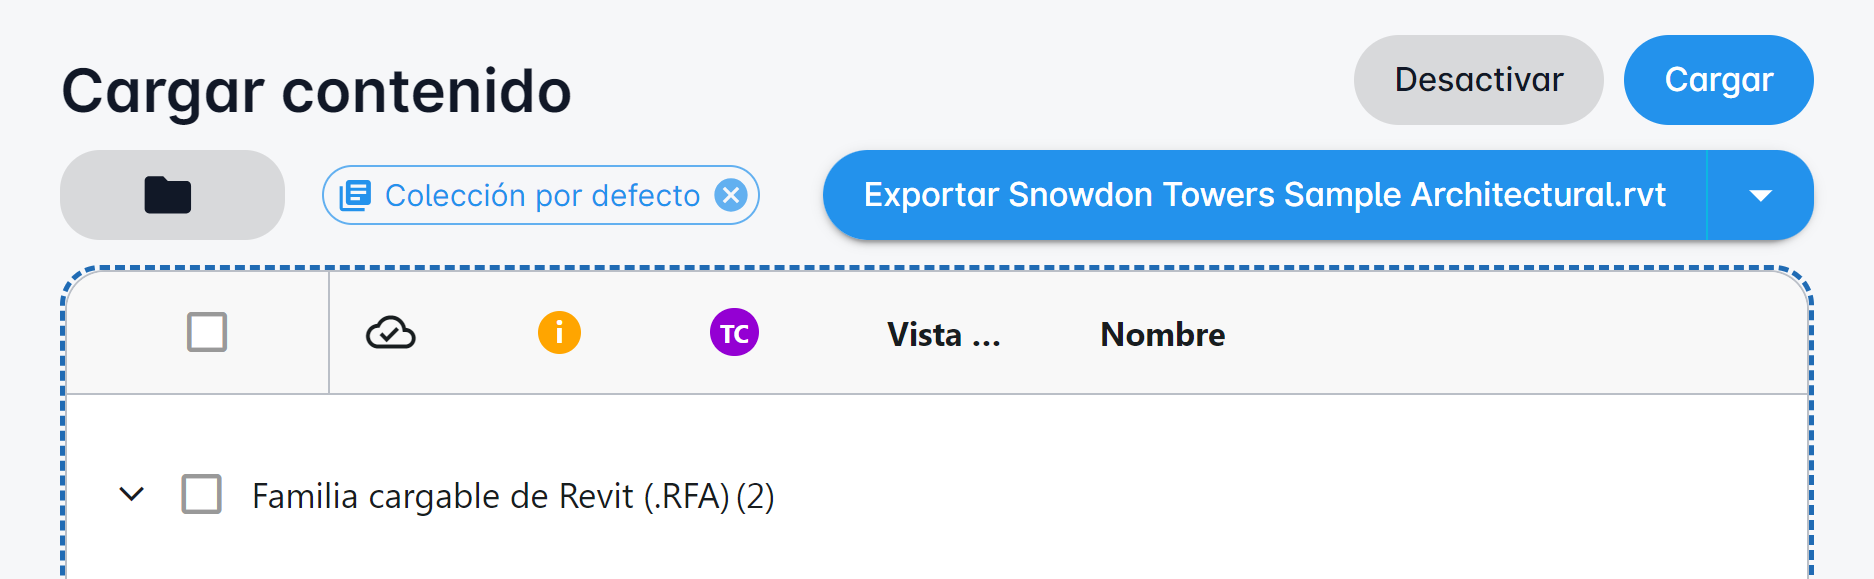 Cargar contenido
Desactivar
Cargar
Colección por defecto
Exportar Snowdon Towers Sample Architectural.rvt
i
TC
Vista ...
Nombre
Familia cargable de Revit (.RFA) (2)